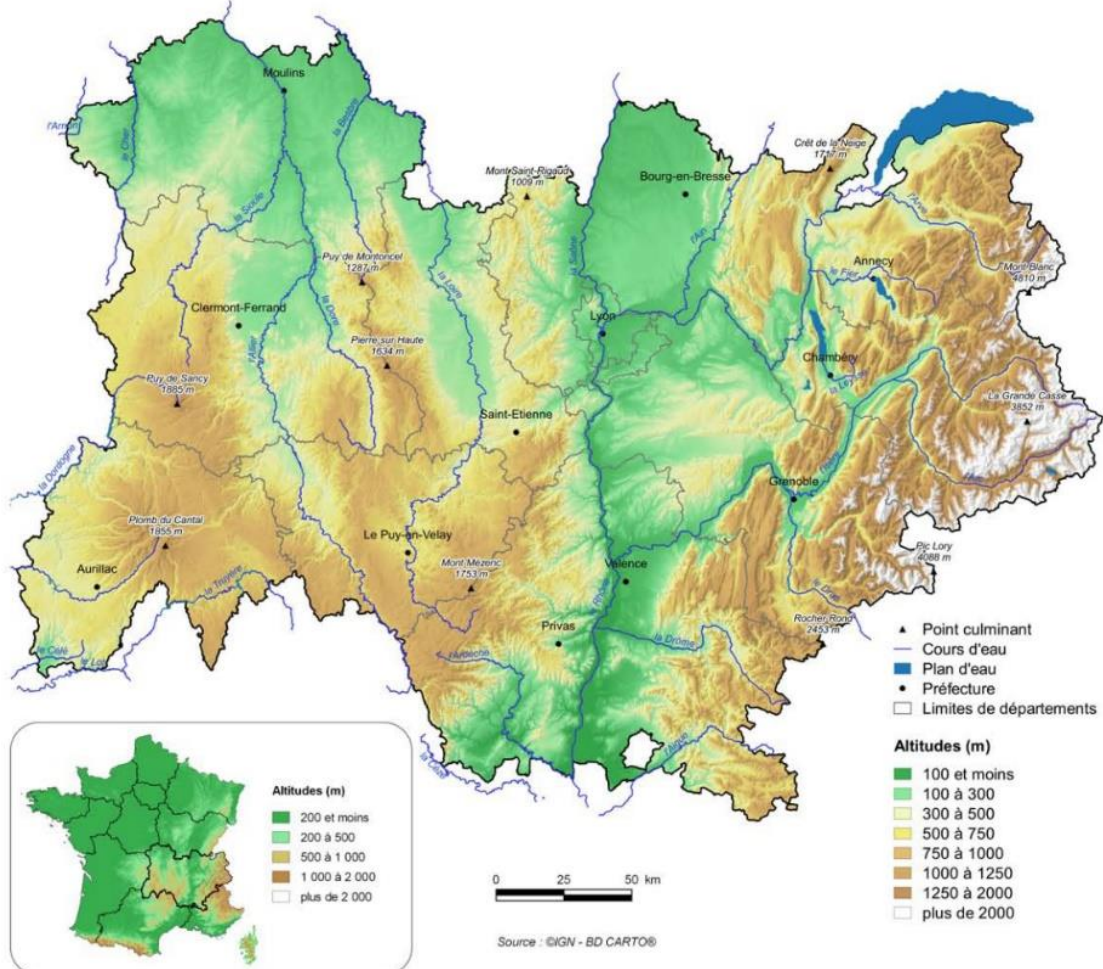 Moulins
l'Arnon
le Cher
la Besbre
Mont Saint-Rigaud
1009 m
Crêt de la Neige
1717 m
Bourg-en-Bresse
la Sioule
l'Ain
l'Arve
Puy de Montoncel
1287 m
la Saône
la Loire
Annecy
le Fier
Mont Blanc
4810 m
Clermont-Ferrand
la Dore
Lyon
l'Allier
Pierre-sur-Haute
1634 m
Chambéry
la Leysse
Puy de Sancy
1885 m
La Grande Casse
3852 m
Saint-Etienne
la Dordogne
l'Isère
Grenoble
l'Arc
Plomb du Cantal
1855 m
Le Puy-en-Velay
Mont Mézenc
1753 m
Pic Lory
4088 m
Aurillac
la Truyère
Valence
le Rhône
le Drac
Rocher Rond
2453 m
Privas
la Drôme
le Célé
le Lot
l'Ardèche
l'Aigue
la Cèze
Point culminant
Cours d'eau
Plan d'eau
Préfecture
Limites de départements
Altitudes (m)
100 et moins
100 à 300
300 à 500
500 à 750
750 à 1000
1000 à 1250
1250 à 2000
plus de 2000
Altitudes (m)
200 et moins
200 à 500
500 à 1 000
1 000 à 2 000
plus de 2 000
0 25 50 km
Source : ©IGN - BD CARTO®